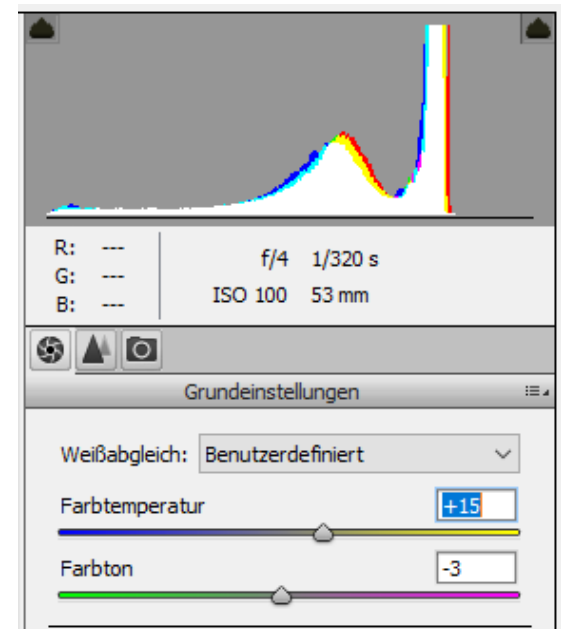 R: ---
G: ---
B: ---
f/4 1/320 s
ISO 100 53 mm
Grundeinstellungen
Weißabgleich: Benutzerdefiniert
Farbtemperatur +15
Farbton -3